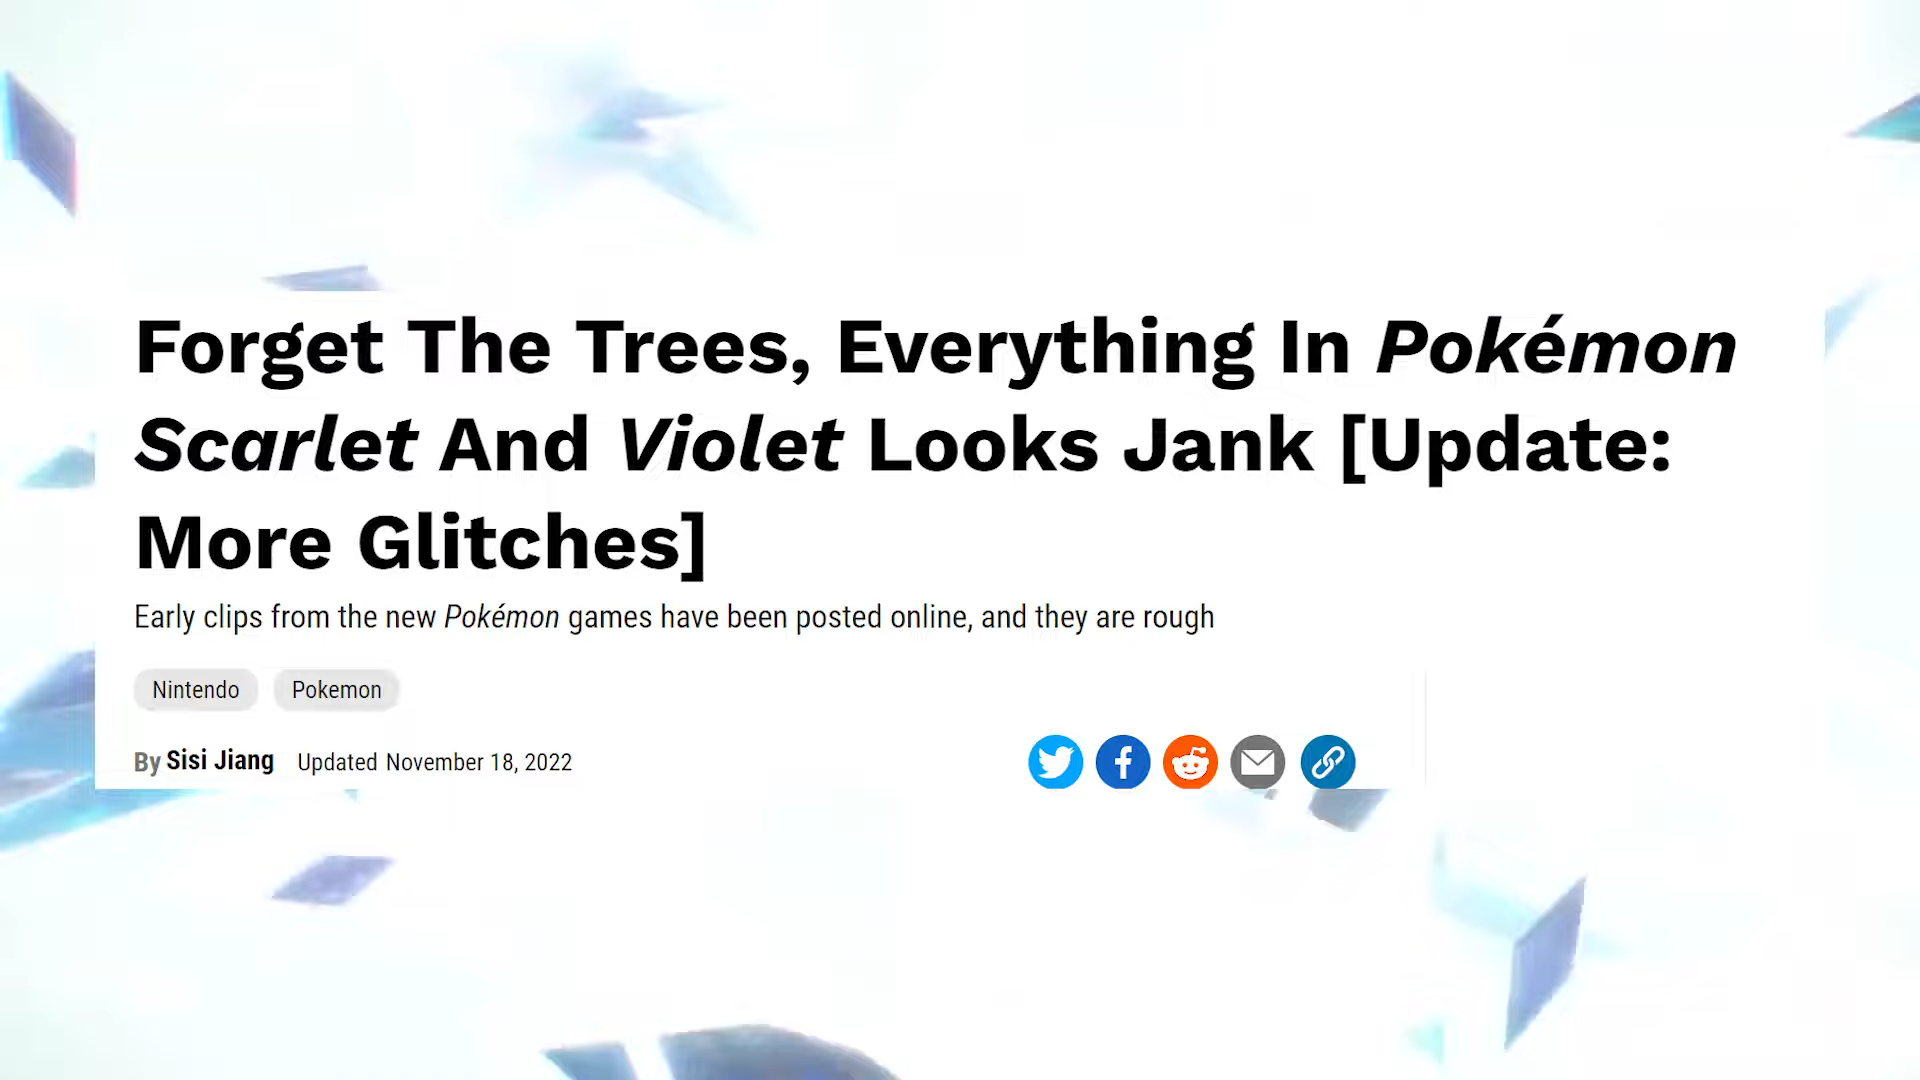 Forget The Trees, Everything In Pokémon
Scarlet And Violet Looks Jank [Update:
More Glitches]
Early clips from the new Pokémon games have been posted online, and they are rough
Nintendo Pokemon
By Sisi Jiang Updated November 18, 2022